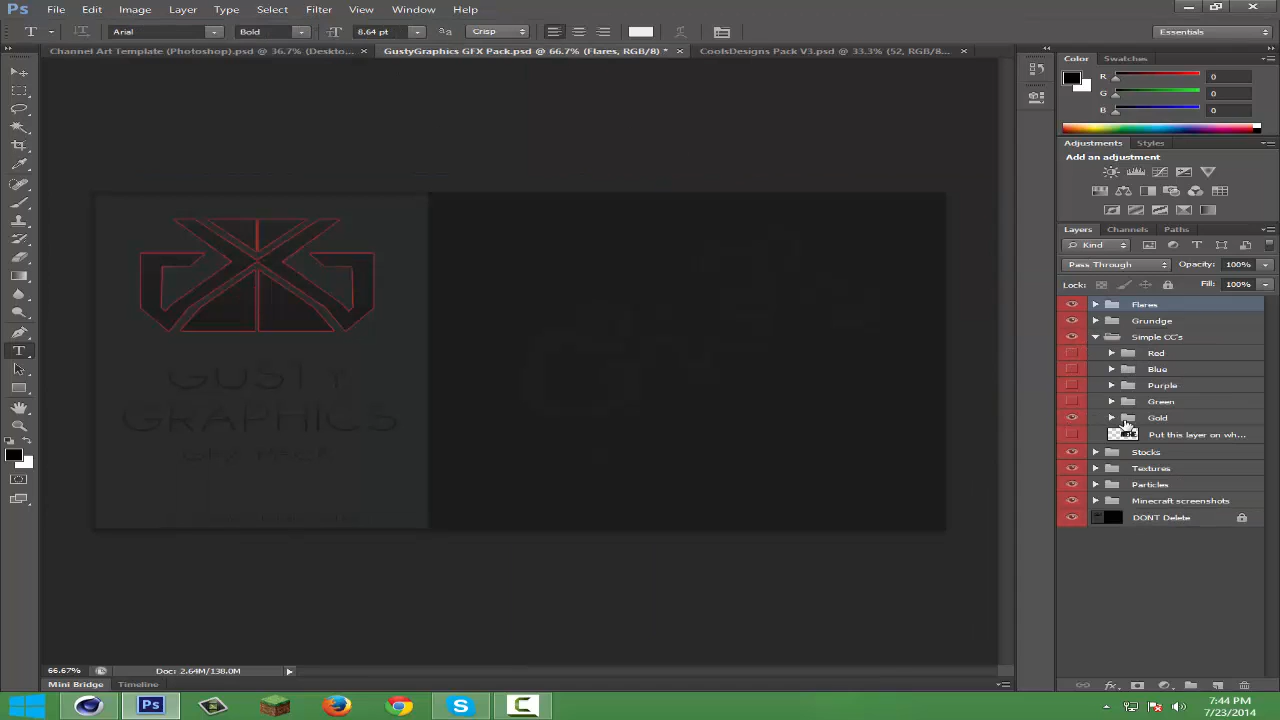 Ps File Edit Image Layer Type Select Filter View Window Help
T Arial Bold 8.64 pt Crisp Essentials
Channel Art Template (Photoshop).psd @ 36.7% (Deskto... × GustyGraphics GFX Pack.psd @ 66.7% (Flares, RGB/8) * × CoolsDesigns Pack V3.psd @ 33.3% (52, RGB/8... ×
Color Swatches
R 0
G 0
B 0
Adjustments Styles
Add an adjustment
Layers Channels Paths
Kind
Pass Through Opacity: 100%
Lock: Fill: 100%
Flares
Grundge
Simple CC's
Red
Blue
Purple
Green
Gold
Put this layer on wh...
Stocks
Textures
Particles
Minecraft screenshots
DONT Delete
GUSTY
GRAPHICS
GFX PACK
66.67% Doc: 2.64M/138.0M
Mini Bridge Timeline
Ps
7:44 PM
7/23/2014